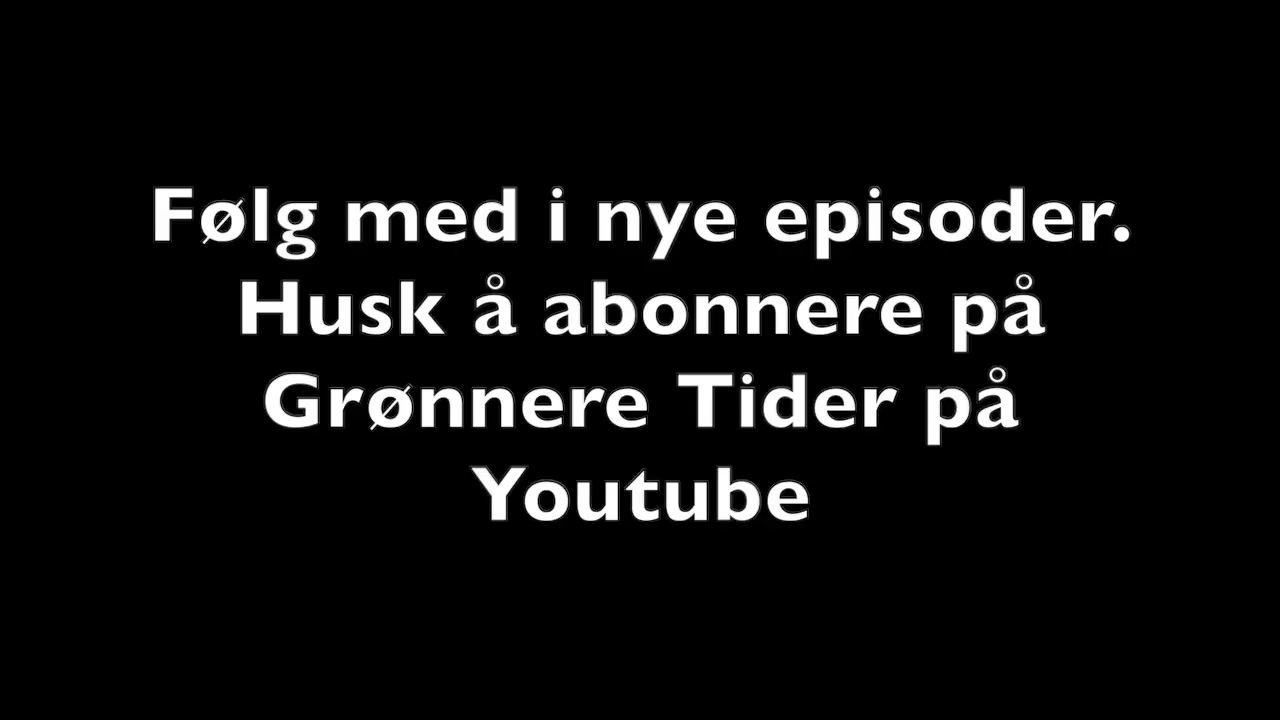 Følg med i nye episoder.
Husk å abonnere på
Grønnere Tider på
Youtube